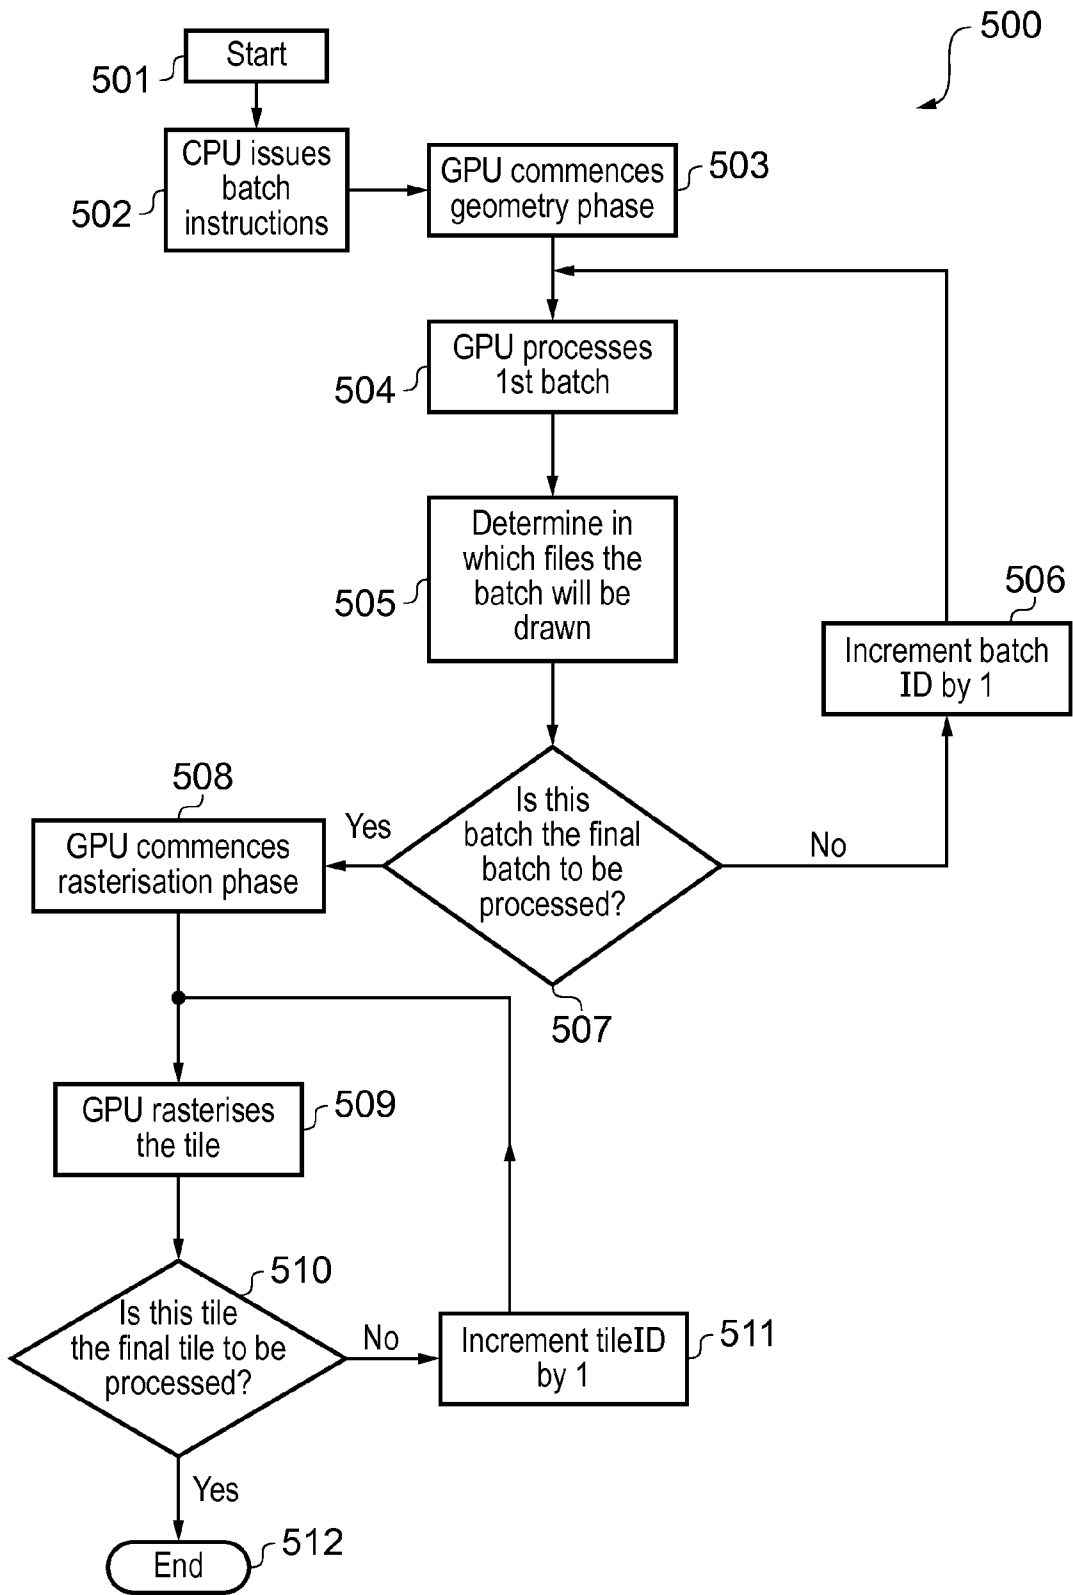 500
Start
501
CPU issues
batch
instructions
502
GPU commences
geometry phase
503
GPU processes
1st batch
504
Determine in
which files the
batch will be
drawn
505
506
Increment batch
ID by 1
Is this
batch the final
batch to be
processed?
Yes
No
507
508
GPU commences
rasterisation phase
GPU rasterises
the tile
509
510
Is this tile
the final tile to be
processed?
No
Increment tileID
by 1
511
Yes
End
512